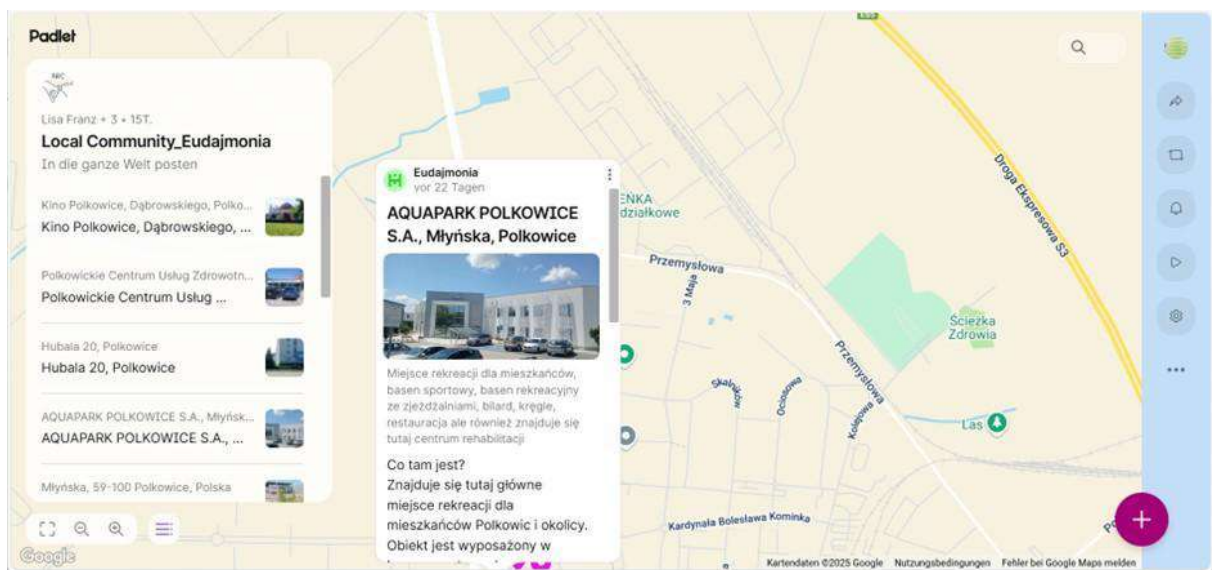 Padlet
Lisa Franz + 3 • 15T.
Local Community_Eudajmonia
In die ganze Welt posten
Kino Polkowice, Dąbrowskiego, Polko...
Kino Polkowice, Dąbrowskiego, ...
Polkowickie Centrum Usług Zdrowotn...
Polkowickie Centrum Usług ...
Hubala 20, Polkowice
Hubala 20, Polkowice
AQUAPARK POLKOWICE S.A., Młyńsk...
AQUAPARK POLKOWICE S.A., ...
Młyńska, 59-100 Polkowice, Polska
Google
Eudajmonia
vor 22 Tagen
AQUAPARK POLKOWICE
S.A., Młyńska, Polkowice
Miejsce rekreacji dla mieszkańców,
basen sportowy, basen rekreacyjny
ze zjeżdżalniami, bilard, kręgle,
restauracja ale również znajduje się
tutaj centrum rehabilitacji
Co tam jest?
Znajduje się tutaj główne
miejsce rekreacji dla
mieszkańców Polkowic i okolicy.
Obiekt jest wyposażony w
ENKA
działkowe
Przemysłowa
3 Maja
Droga Ekspresowa S3
Ścieżka
Zdrowia
Przemysłowa
Skalników
Ociosowa
Kolejowa
Las
Kardynała Bolesława Kominka
Kartendaten ©2025 Google
Nutzungsbedingungen
Fehler bei Google Maps melden